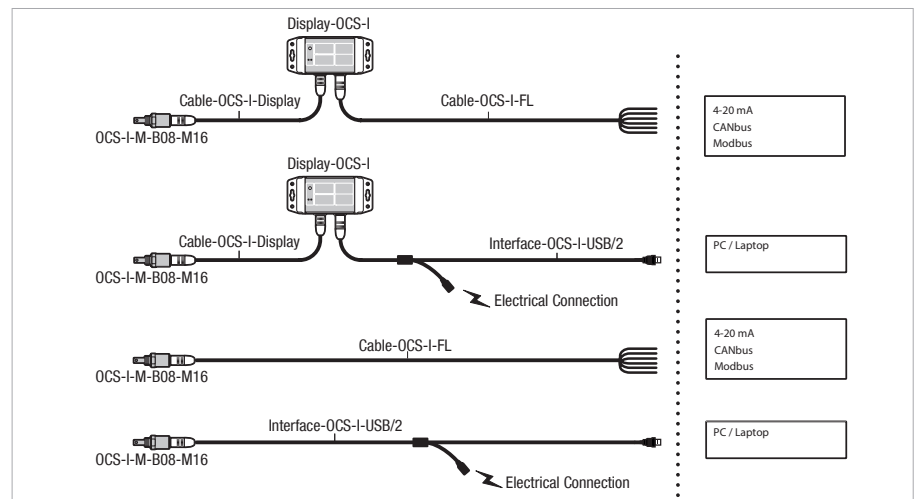 Display-OCS-I
Cable-OCS-I-Display
Cable-OCS-I-FL
OCS-I-M-B08-M16
4-20 mA
CANbus
Modbus
Display-OCS-I
Cable-OCS-I-Display
Interface-OCS-I-USB/2
OCS-I-M-B08-M16
Electrical Connection
PC / Laptop
Cable-OCS-I-FL
OCS-I-M-B08-M16
4-20 mA
CANbus
Modbus
Interface-OCS-I-USB/2
OCS-I-M-B08-M16
Electrical Connection
PC / Laptop